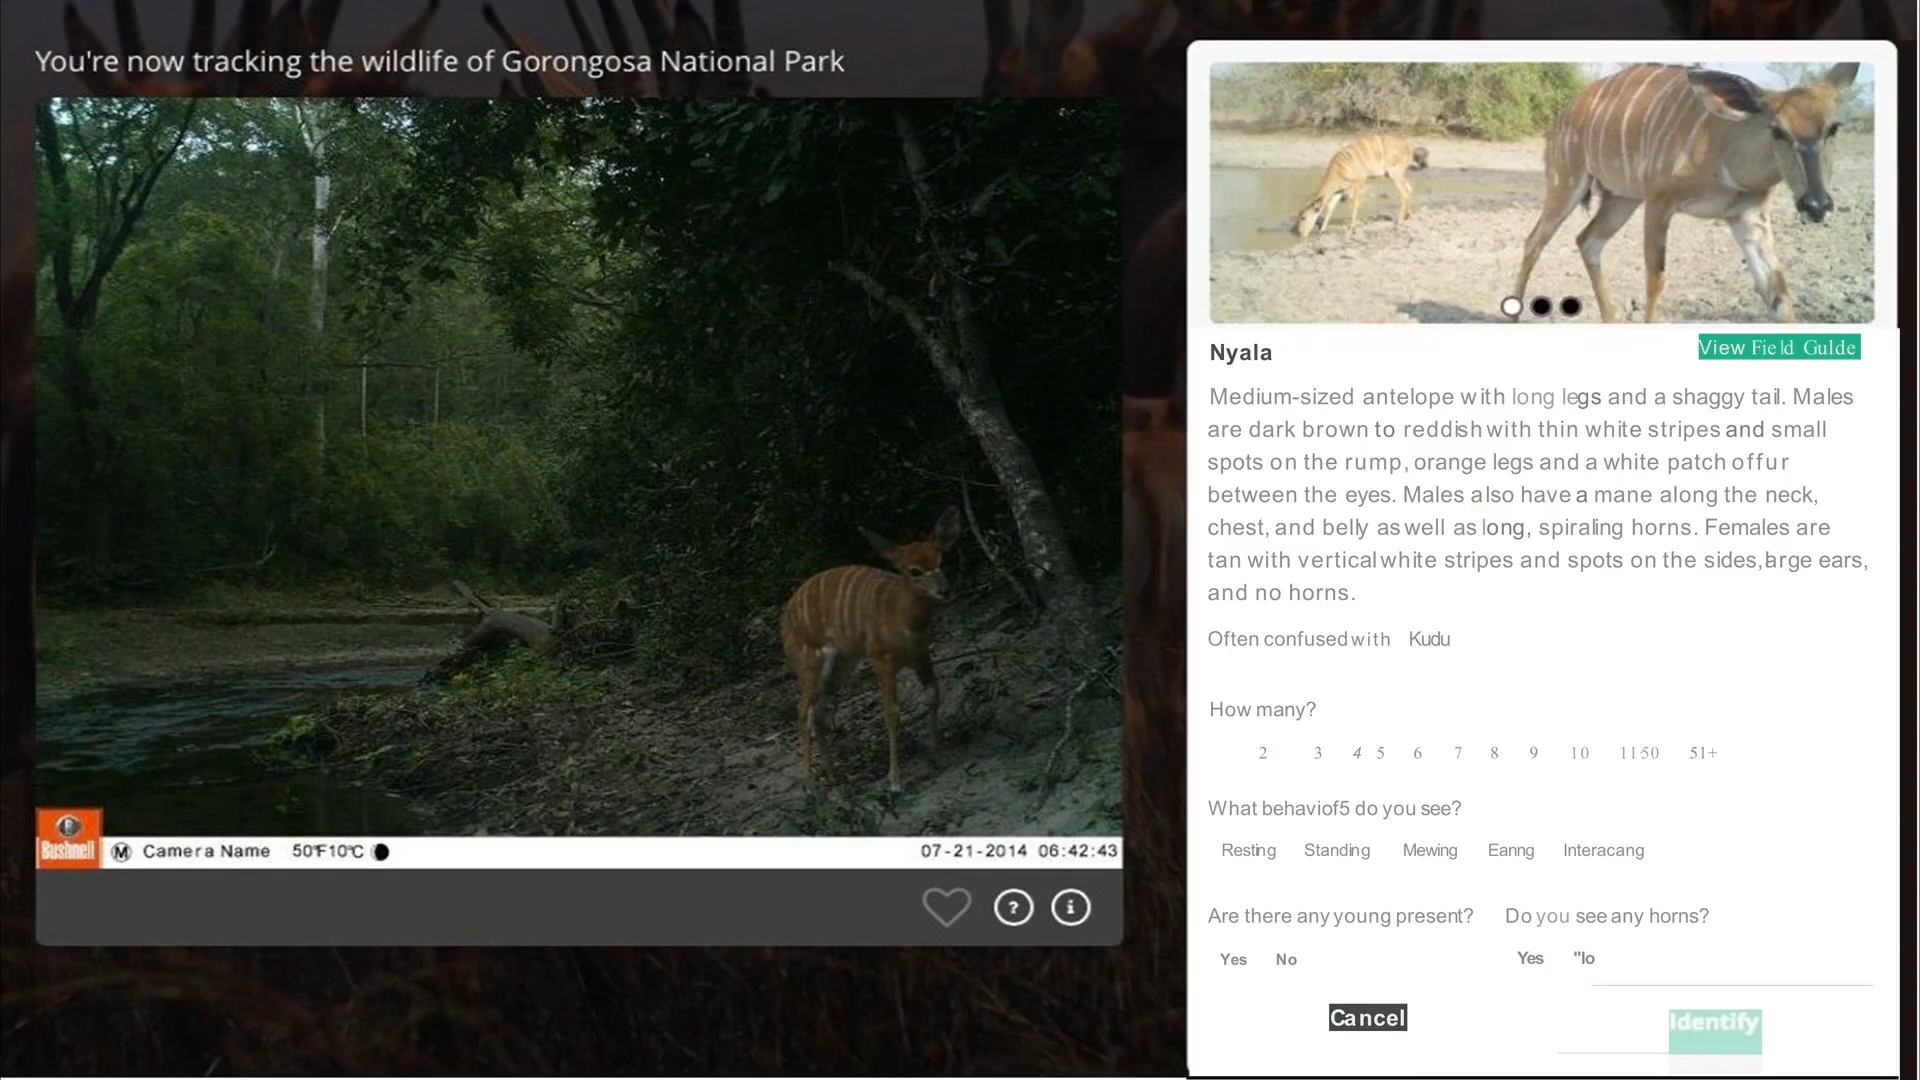 You're now tracking the wildlife of Gorongosa National Park
Nyala
View Field Gulde
Medium-sized antelope with long legs and a shaggy tail. Males
are dark brown to reddish with thin white stripes and small
spots on the rump, orange legs and a white patch of fur
between the eyes. Males also have a mane along the neck,
chest, and belly as well as long, spiraling horns. Females are
tan with vertical white stripes and spots on the sides, large ears,
and no horns.
Often confused with Kudu
How many?
2 3 4 5 6 7 8 9 10 1150 51+
What behaviof5 do you see?
Resting Standing Mewing Eanng Interacang
Are there any young present? Do you see any horns?
Yes No Yes "lo
Cancel
Identify
Bushnell M Camera Name 50°F10°C 07-21-2014 06:42:43